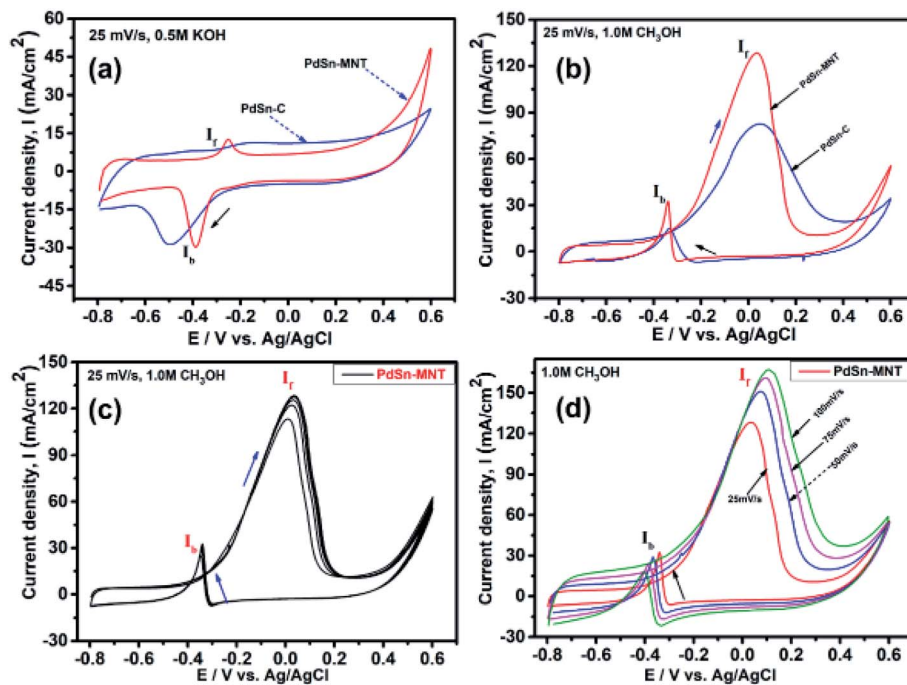 25 mV/s, 0.5M KOH
(a)
PdSn-MNT
PdSn-C
Ir
Ib
Current density, I (mA/cm²)
60
45
30
15
0
-15
-30
-45
-0.8 -0.6 -0.4 -0.2 0.0 0.2 0.4 0.6
E / V vs. Ag/AgCl
25 mV/s, 1.0M CH₃OH
(b)
Ir
PdSn-MNT
PdSn-C
Ib
Current density, I (mA/cm²)
150
120
90
60
30
0
-30
-0.8 -0.6 -0.4 -0.2 0.0 0.2 0.4 0.6
E / V vs. Ag/AgCl
25 mV/s, 1.0M CH₃OH
PdSn-MNT
(c)
Ir
Ib
Current density, I (mA/cm²)
150
120
90
60
30
0
-30
-0.8 -0.6 -0.4 -0.2 0.0 0.2 0.4 0.6
E / V vs. Ag/AgCl
1.0M CH₃OH
PdSn-MNT
(d)
Ir
100mV/s
75mV/s
50mV/s
25mV/s
Ib
Current density, I (mA/cm²)
150
120
90
60
30
0
-30
-0.8 -0.6 -0.4 -0.2 0.0 0.2 0.4 0.6
E / V vs. Ag/AgCl